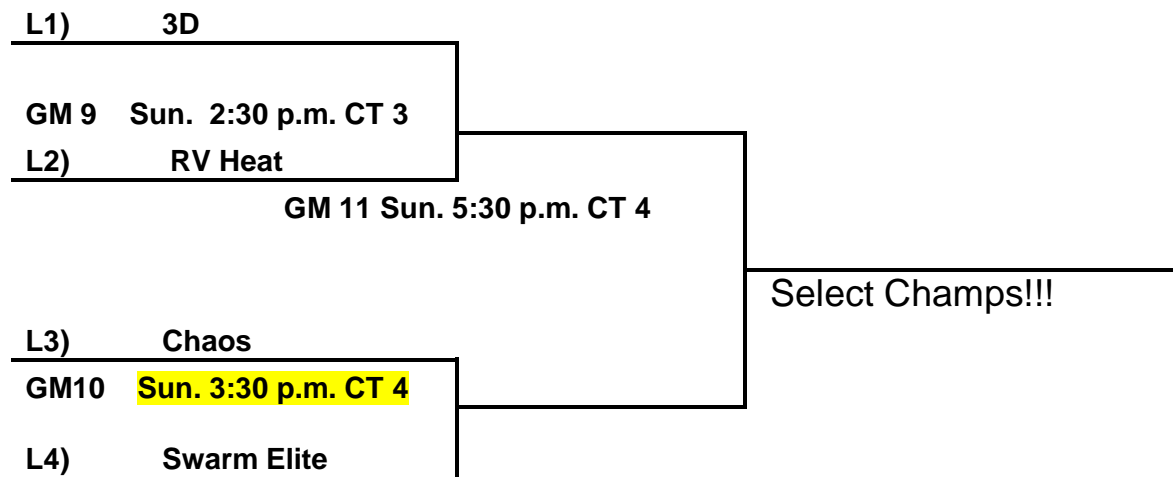 L1) 3D
GM 9 Sun. 2:30 p.m. CT 3
L2) RV Heat
GM 11 Sun. 5:30 p.m. CT 4
Select Champs!!!
L3) Chaos
GM10 Sun. 3:30 p.m. CT 4
L4) Swarm Elite